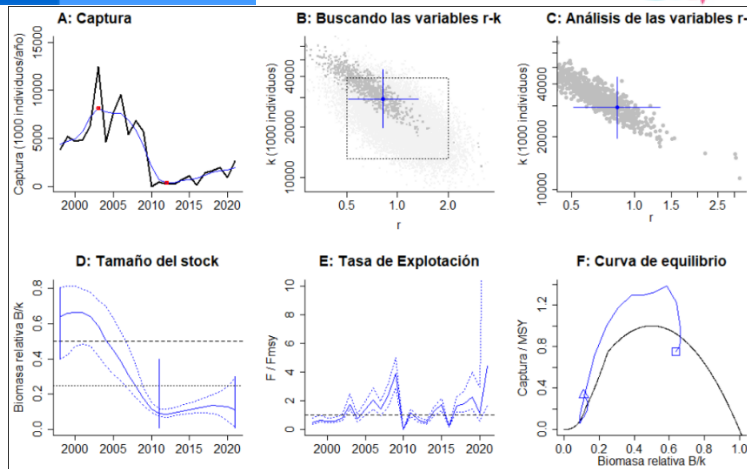 A: Captura
B: Buscando las variables r-k
C: Análisis de las variables r-
Captura (1000 individuos/año)
0 5000 10000 15000
2000 2005 2010 2015 2020
k (1000 individuos)
10000 20000 40000
0.5 1.0 2.0
r
k (1000 individuos)
10000 20000 40000
0.5 1.0 1.5 2.5
r
D: Tamaño del stock
E: Tasa de Explotación
F: Curva de equilibrio
Biomasa relativa B/k
0.0 0.2 0.4 0.6 0.8
2000 2005 2010 2015 2020
F / Fmsy
0 2 4 6 8 10
2000 2005 2010 2015 2020
Captura / MSY
0.0 0.4 0.8 1.2
0.0 0.2 0.4 0.6 0.8 1.0
Biomasa relativa B/k